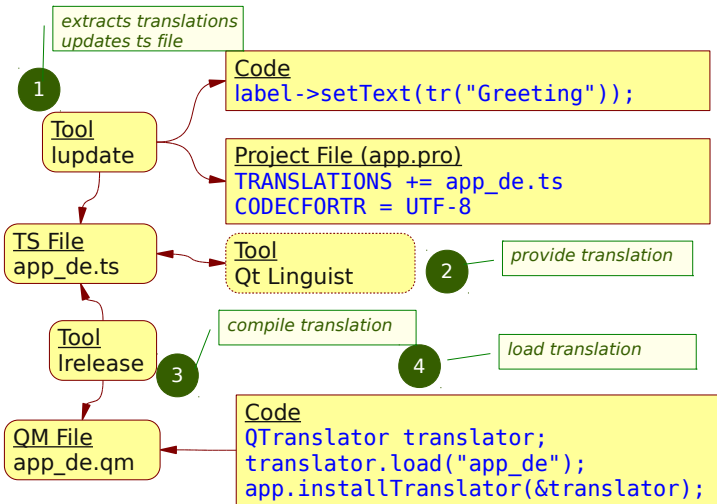 extracts translations
updates ts file
1
Code
label->setText(tr("Greeting"));
Tool
lupdate
Project File (app.pro)
TRANSLATIONS += app_de.ts
CODECFORTR = UTF-8
TS File
app_de.ts
Tool
Qt Linguist
2
provide translation
Tool
lrelease
3
compile translation
4
load translation
QM File
app_de.qm
Code
QTranslator translator;
translator.load("app_de");
app.installTranslator(&translator);